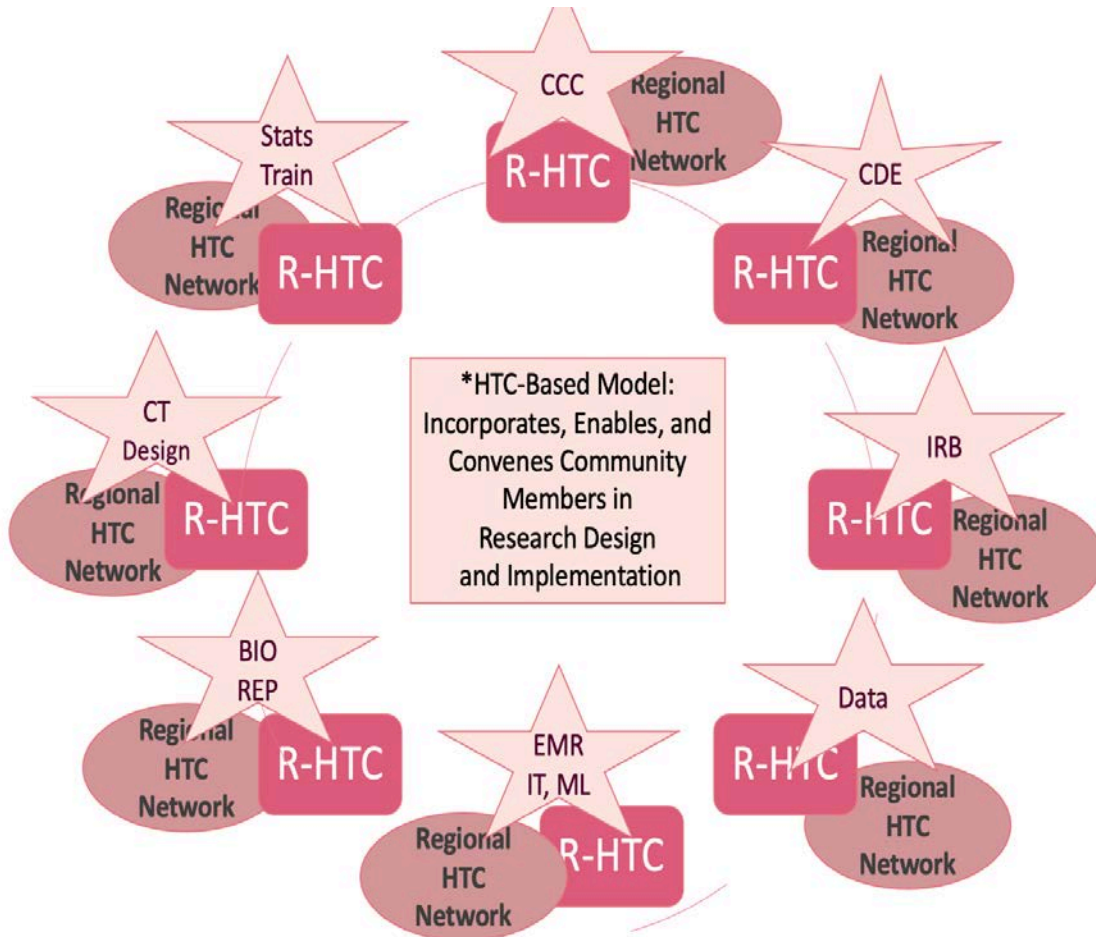 CCC
Regional
HTC
Network
R-HTC
CDE
R-HTC
Regional
HTC
Network
IRB
R-HTC
Regional
HTC
Network
Data
R-HTC
Regional
HTC
Network
EMR
IT, ML
R-HTC
Regional
HTC
Network
BIO
REP
Regional
HTC
Network
R-HTC
CT
Design
Regional
HTC
Network
R-HTC
Stats
Train
Regional
HTC
Network
R-HTC
*HTC-Based Model:
Incorporates, Enables, and
Convenes Community
Members in
Research Design
and Implementation